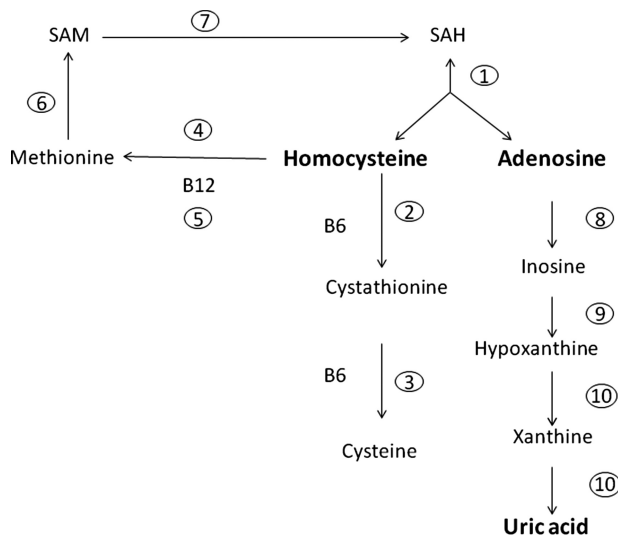 SAM
7
SAH
1
6
4
Methionine
Homocysteine
Adenosine
B12
5
B6
2
8
Inosine
Cystathionine
9
Hypoxanthine
B6
3
10
Xanthine
Cysteine
10
Uric acid